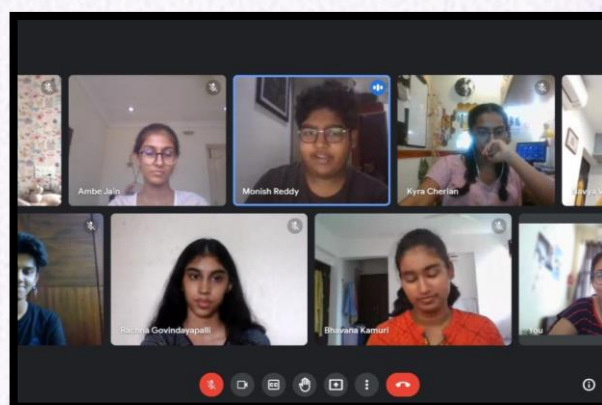 Ambe Jain
Monish Reddy
Kyra Cherian
Rachna Govindayapalli
Bhavana Kamuri
You